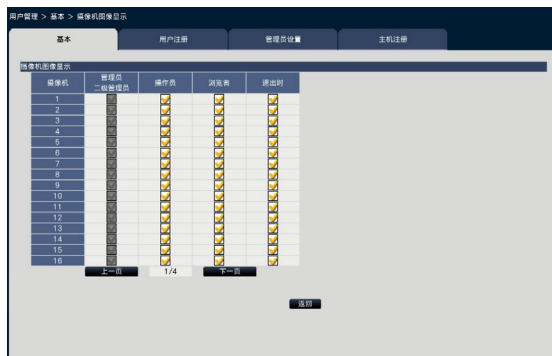 用户管理 > 基本 > 摄像机图像显示
基本 用户注册 管理员设置 主机注册
摄像机图像显示
摄像机 管理员 二级管理员 操作员 浏览者 退出时
1
2
3
4
5
6
7
8
9
10
11
12
13
14
15
16
上一页 1/4 下一页
返回